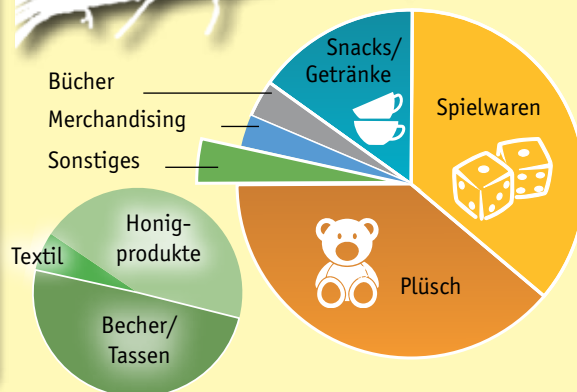 Snacks/
Getränke
Bücher
Merchandising
Sonstiges
Spielwaren
Plüsch
Honig-
produkte
Textil
Becher/
Tassen